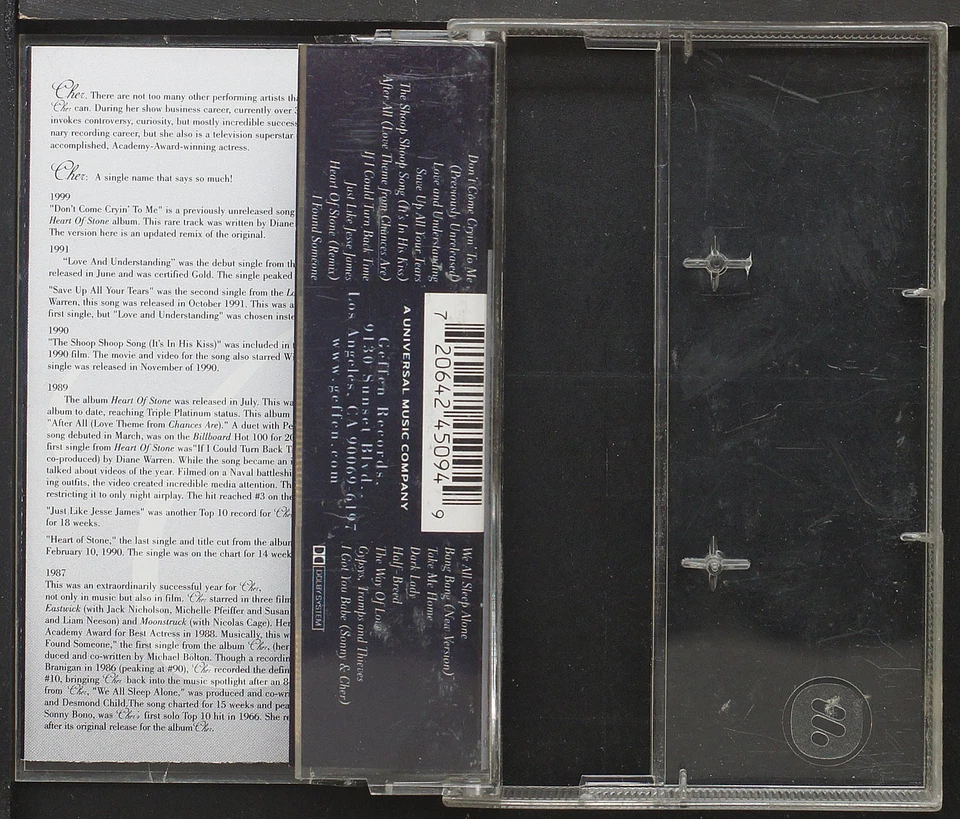 Cher. There are not too many other performing artists tha
Cher can. During her show business career, currently over 3
invokes controversy, curiosity, but mostly incredible success
nary recording career, but she also is a television superstar
accomplished, Academy-Award-winning actress.
Cher: A single name that says so much!
1999
"Don't Come Cryin' To Me" is a previously unreleased song
Heart Of Stone album. This rare track was written by Diane
The version here is an updated remix of the original.
1991
"Love And Understanding" was the debut single from th
released in June and was certified Gold. The single peaked
"Save Up All Your Tears" was the second single from the Lo
Warren, this song was released in October 1991. This was a
first single, but "Love and Understanding" was chosen inste
1990
"The Shoop Shoop Song (It's In His Kiss)" was included in t
1990 film. The movie and video for the song also starred Wi
single was released in November of 1990.
1989
The album Heart Of Stone was released in July. This wa
album to date, reaching Triple Platinum status. This album
"After All (Love Theme from Chances Are)." A duet with Pe
song debuted in March, was on the Billboard Hot 100 for 20
first single from Heart Of Stone was"If I Could Turn Back T
co-produced) by Diane Warren. While the song became an i
talked about videos of the year. Filmed on a Naval battleshi
ing outfits, the video created incredible media attention. Th
restricting it to only night airplay. The hit reached #3 on the
"Just Like Jesse James" was another Top 10 record for Che
for 18 weeks.
"Heart of Stone," the last single and title cut from the album
February 10, 1990. The single was on the chart for 14 week
1987
This was an extraordinarily successful year for Cher,
not only in music but also in film. Cher starred in three film
Eastwick (with Jack Nicholson, Michelle Pfeiffer and Susan
and Liam Neeson) and Moonstruck (with Nicolas Cage). Her
Academy Award for Best Actress in 1988. Musically, this w
Found Someone," the first single from the album Cher, (her
duced and co-written by Michael Bolton. Though a recordin
Branigan in 1986 (peaking at #90), Cher recorded the defin
#10, bringing Cher back into the music spotlight after an 8-
from Cher, "We All Sleep Alone," was produced and co-wri
and Desmond Child.The song charted for 15 weeks and pea
Sonny Bono, was Cher's first solo Top 10 hit in 1966. She re
after its original release for the album Cher.
Don't Come Cryin' To Me
(Previously Unreleased)
Love and Understanding
Save Up All Your Tears
The Shoop Shoop Song (It's In His Kiss)
After All (Love Theme from Chances Are)
If I Could Turn Back Time
Just Like Jesse James
Heart Of Stone (Remix)
I Found Someone
7 20642 45094 9
A UNIVERSAL MUSIC COMPANY
Geffen Records,
9130 Sunset Blvd.
Los Angeles, CA 90069-6197
www.geffen.com
We All Sleep Alone
Bang Bang (New Version)
Take Me Home
Dark Lady
Half-Breed
The Way Of Love
Gypsys, Tramps and Thieves
I Got You Babe (Sonny & Cher)
DOLBY SYSTEM